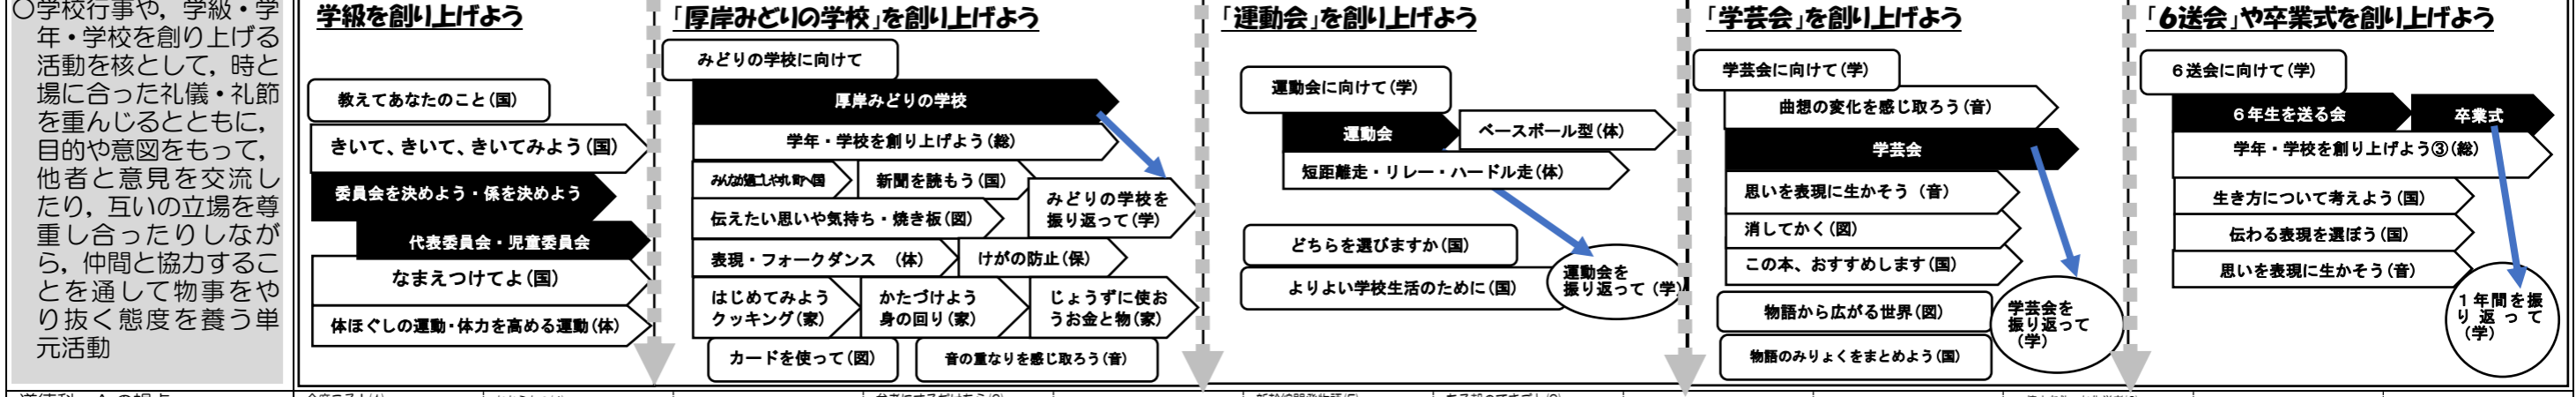 〇学校行事や，学級・学
年・学校を創り上げる
活動を核として，時と
場に合った礼儀・礼節
を重んじるとともに，
目的や意図をもって，
他者と意見を交流し
たり，互いの立場を尊
重し合ったりしなが
ら，仲間と協力するこ
とを通して物事をや
り抜く態度を養う単
元活動
学級を創り上げよう
教えてあなたのこと(国)
きいて、きいて、きいてみよう(国)
委員会を決めよう・係を決めよう
代表委員会・児童委員会
なまえつけてよ(国)
体ほぐしの運動・体力を高める運動(体)
「厚岸みどりの学校」を創り上げよう
みどりの学校に向けて
厚岸みどりの学校
学年・学校を創り上げよう(総)
みんなが過ごしやすい町へ国
新聞を読もう(国)
みどりの学校を
振り返って(学)
伝えたい思いや気持ち・焼き板(図)
表現・フォークダンス　(体)
けがの防止(保)
はじめてみよう
クッキング(家)
かたづけよう
身の回り(家)
じょうずに使お
うお金と物(家)
カードを使って(図)
音の重なりを感じ取ろう(音)
「運動会」を創り上げよう
運動会に向けて(学)
運動会
ベースボール型(体)
短距離走・リレー・ハードル走(体)
どちらを選びますか(国)
よりよい学校生活のために(国)
運動会を
振り返って(学)
「学芸会」を創り上げよう
学芸会に向けて(学)
曲想の変化を感じ取ろう(音)
学芸会
思いを表現に生かそう（音）
消してかく(図)
この本、おすすめします(国)
物語から広がる世界(図)
物語のみりょくをまとめよう(国)
学芸会を
振り返って
(学)
「6送会」や卒業式を創り上げよう
６送会に向けて(学)
６年生を送る会
卒業式
学年・学校を創り上げよう③(総)
生き方について考えよう(国)
伝わる表現を選ぼう(国)
思いを表現に生かそう(音)
１年間を振
り返って
(学)